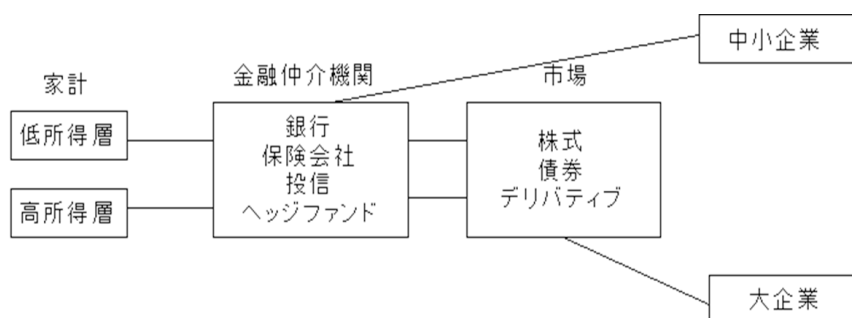 中小企業
家計
金融仲介機関
市場
低所得層
高所得層
銀行
保険会社
投信
ヘッジファンド
株式
債券
デリバティブ
大企業